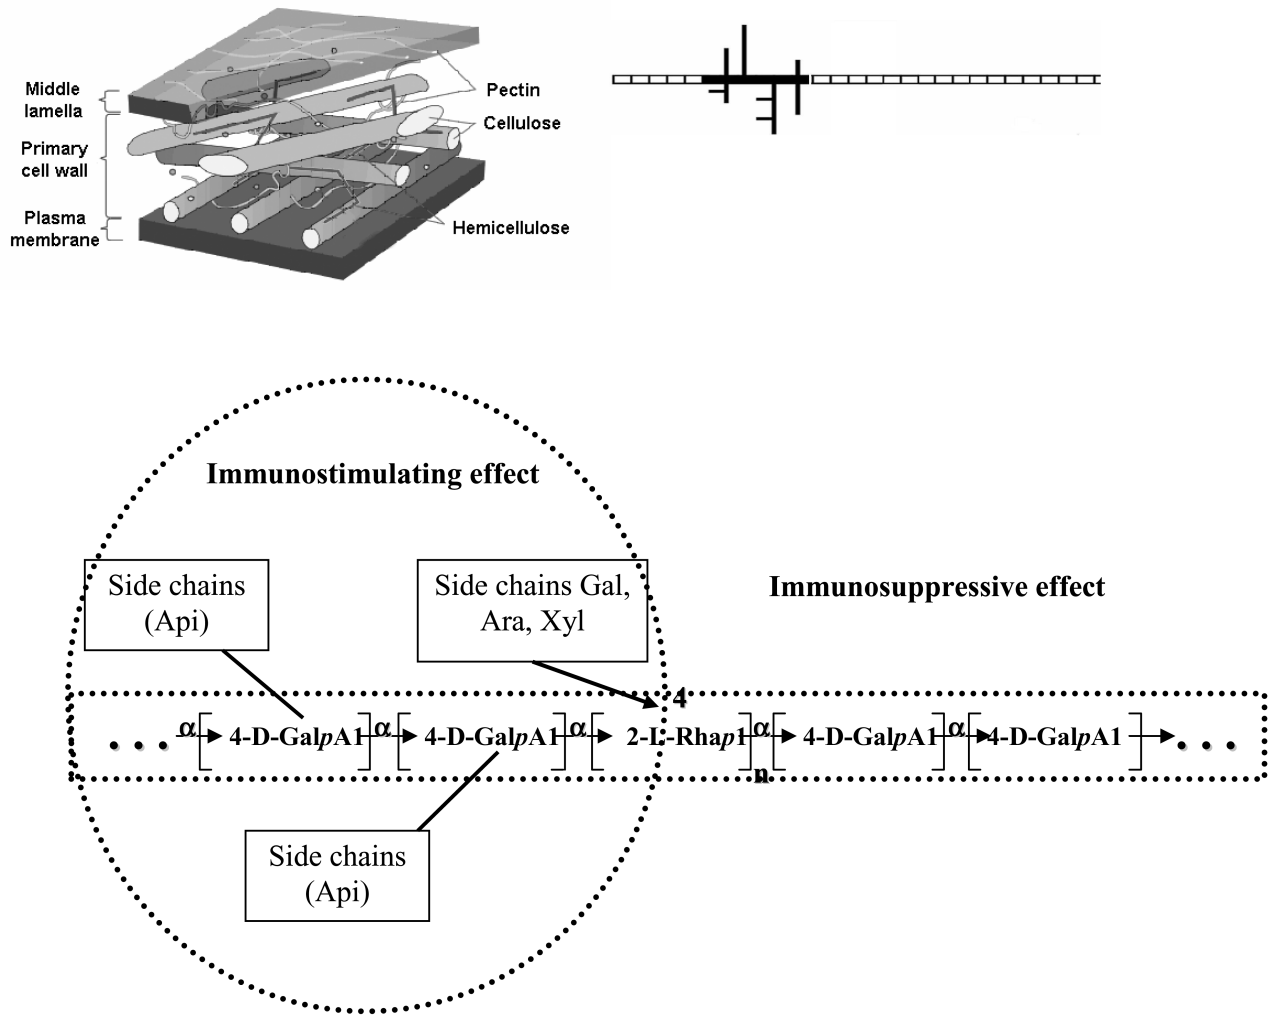 Middle
lamella
Primary
cell wall
Plasma
membrane
Pectin
Cellulose
Hemicellulose
Immunostimulating effect
Side chains
(Api)
Side chains Gal,
Ara, Xyl
Immunosuppressive effect
4
α 4-D-GalpA1 α 4-D-GalpA1 α 2-L-Rhap1 α 4-D-GalpA1 α 4-D-GalpA1
n
Side chains
(Api)